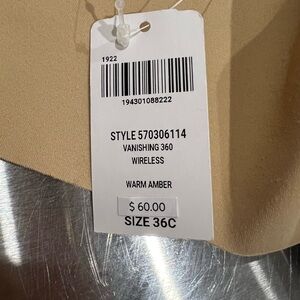 1922
194301088222
STYLE 570306114
VANISHING 360
WIRELESS
WARM AMBER
$ 60.00
SIZE 36C